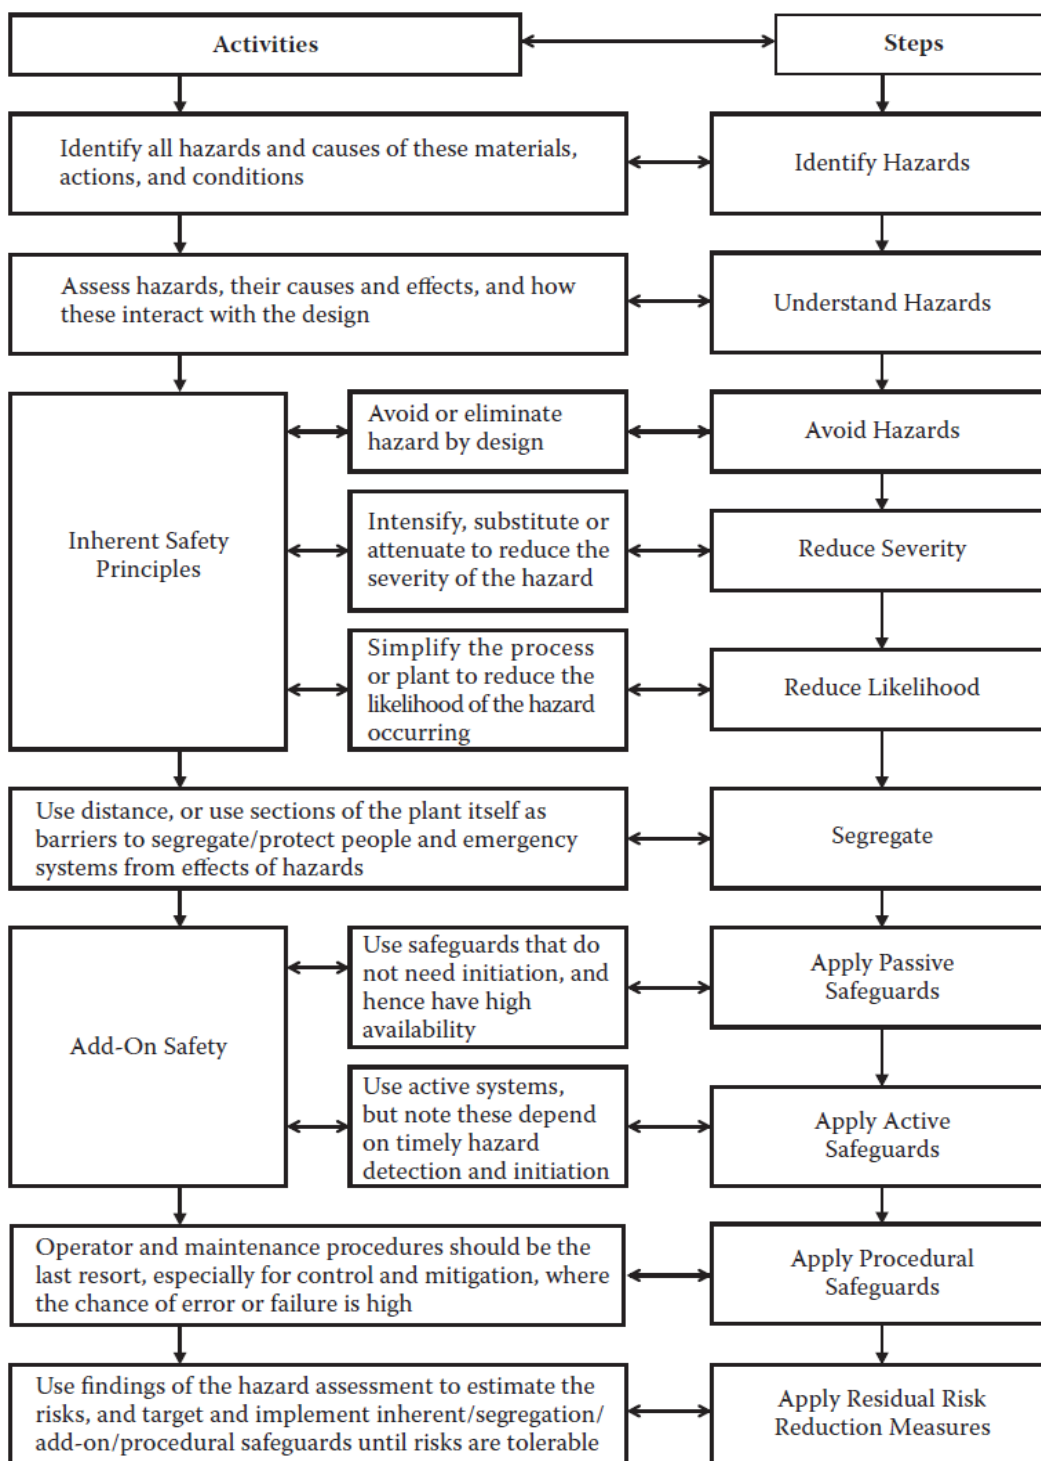 Activities
Steps
Identify all hazards and causes of these materials,
actions, and conditions
Identify Hazards
Assess hazards, their causes and effects, and how
these interact with the design
Understand Hazards
Inherent Safety
Principles
Avoid or eliminate
hazard by design
Avoid Hazards
Intensify, substitute or
attenuate to reduce the
severity of the hazard
Reduce Severity
Simplify the process
or plant to reduce the
likelihood of the hazard
occurring
Reduce Likelihood
Use distance, or use sections of the plant itself as
barriers to segregate/protect people and emergency
systems from effects of hazards
Segregate
Add-On Safety
Use safeguards that do
not need initiation, and
hence have high
availability
Apply Passive
Safeguards
Use active systems,
but note these depend
on timely hazard
detection and initiation
Apply Active
Safeguards
Operator and maintenance procedures should be the
last resort, especially for control and mitigation, where
the chance of error or failure is high
Apply Procedural
Safeguards
Use findings of the hazard assessment to estimate the
risks, and target and implement inherent/segregation/
add-on/procedural safeguards until risks are tolerable
Apply Residual Risk
Reduction Measures